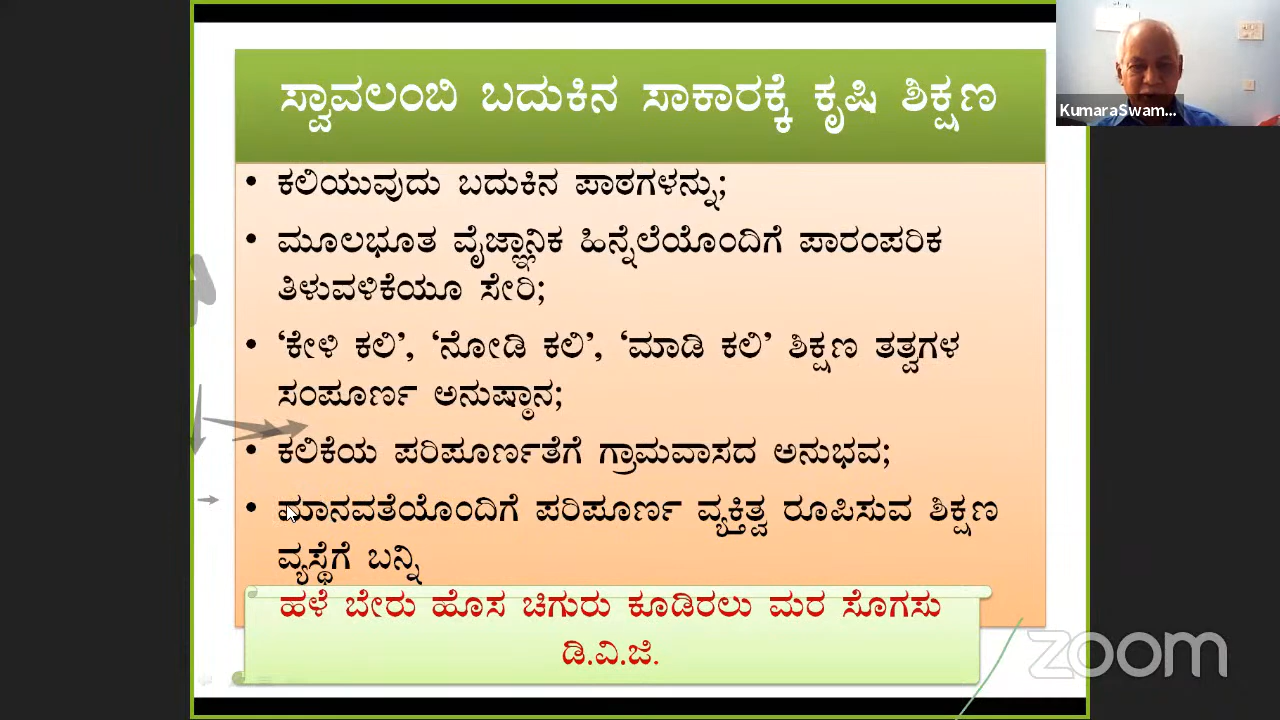 ಸ್ವಾವಲಂಬಿ ಬದುಕಿನ ಸಾಕಾರಕ್ಕೆ ಕೃಷಿ ಶಿಕ್ಷಣ
KumaraSwam...
• ಕಲಿಯುವುದು ಬದುಕಿನ ಪಾಠಗಳನ್ನು;
• ಮೂಲಭೂತ ವೈಜ್ಞಾನಿಕ ಹಿನ್ನೆಲೆಯೊಂದಿಗೆ ಪಾರಂಪರಿಕ
ತಿಳುವಳಿಕೆಯೂ ಸೇರಿ;
• ‘ಕೇಳಿ ಕಲಿ’, ‘ನೋಡಿ ಕಲಿ’, ‘ಮಾಡಿ ಕಲಿ’ ಶಿಕ್ಷಣ ತತ್ವಗಳ
ಸಂಪೂರ್ಣ ಅನುಷ್ಠಾನ;
• ಕಲಿಕೆಯ ಪರಿಪೂರ್ಣತೆಗೆ ಗ್ರಾಮವಾಸದ ಅನುಭವ;
• ಮಾನವತೆಯೊಂದಿಗೆ ಪರಿಪೂರ್ಣ ವ್ಯಕ್ತಿತ್ವ ರೂಪಿಸುವ ಶಿಕ್ಷಣ
ವ್ಯಸ್ಥೆಗೆ ಬನ್ನಿ
ಹಳೆ ಬೇರು ಹೊಸ ಚಿಗುರು ಕೂಡಿರಲು ಮರ ಸೊಗಸು
ಡಿ.ವಿ.ಜಿ.
zoom